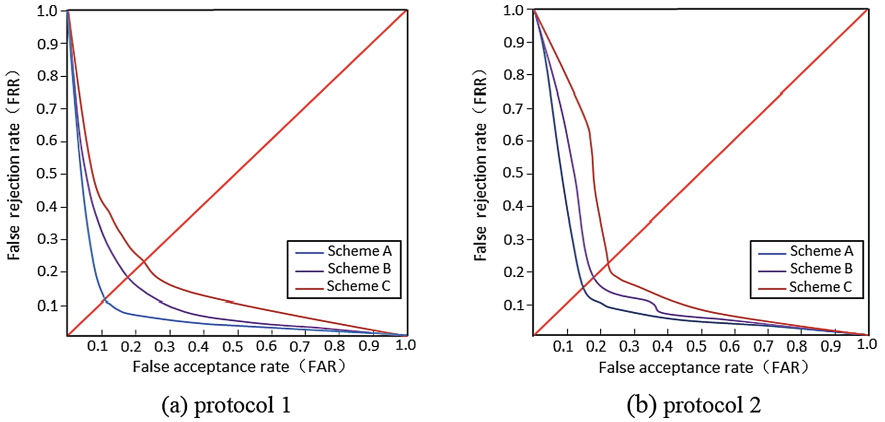 1.0
0.9
0.8
0.7
0.6
0.5
0.4
0.3
0.2
0.1
False rejection rate（FRR）
Scheme A
Scheme B
Scheme C
0.1 0.2 0.3 0.4 0.5 0.6 0.7 0.8 0.9 1.0
False acceptance rate（FAR）
(a) protocol 1
1.0
0.9
0.8
0.7
0.6
0.5
0.4
0.3
0.2
0.1
False rejection rate（FRR）
Scheme A
Scheme B
Scheme C
0.1 0.2 0.3 0.4 0.5 0.6 0.7 0.8 0.9 1.0
False acceptance rate（FAR）
(b) protocol 2